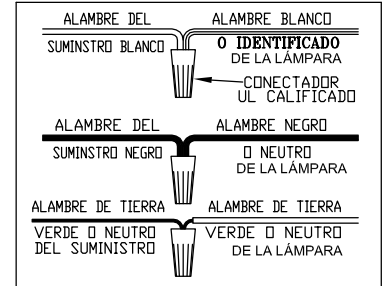 ALAMBRE DEL ALAMBRE BLANCO
SUMINSTRO BLANCO O IDENTIFICADO
DE LA LÁMPARA
CONECTADOR
UL CALIFICADO
ALAMBRE DEL ALAMBRE NEGRO
SUMINSTRO NEGRO O NEUTRO
DE LA LÁMPARA
ALAMBRE DE TIERRA ALAMBRE DE TIERRA
VERDE O NEUTRO VERDE O NEUTRO
DEL SUMINISTRO DE LA LÁMPARA